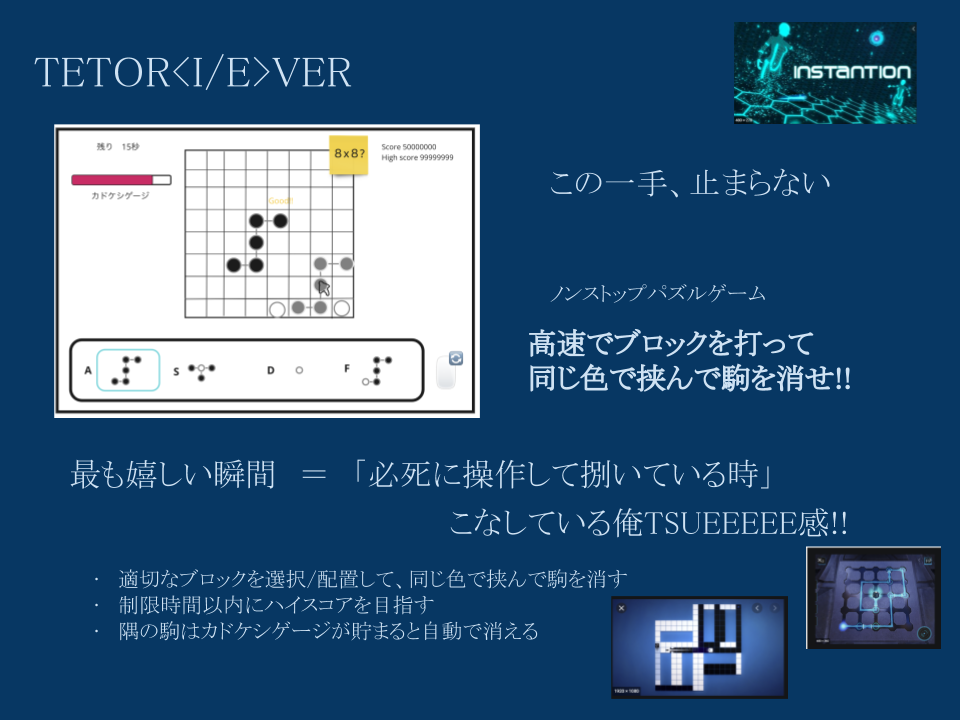 TETOR<I/E>VER
INSTANTION
残り 15秒
カドケシゲージ
8x8?
Score 50000000
High score 99999999
Good!!
A
S
D
F
この一手、止まらない
ノンストップパズルゲーム
高速でブロックを打って
同じ色で挟んで駒を消せ!!
最も嬉しい瞬間 ＝ 「必死に操作して捌いている時」
こなしている俺TSUEEEEE感!!
· 適切なブロックを選択/配置して、同じ色で挟んで駒を消す
· 制限時間以内にハイスコアを目指す
· 隅の駒はカドケシゲージが貯まると自動で消える
1920 × 1080